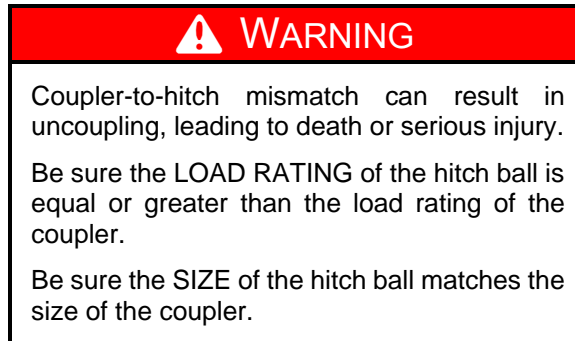 WARNING
Coupler-to-hitch mismatch can result in
uncoupling, leading to death or serious injury.
Be sure the LOAD RATING of the hitch ball is
equal or greater than the load rating of the
coupler.
Be sure the SIZE of the hitch ball matches the
size of the coupler.